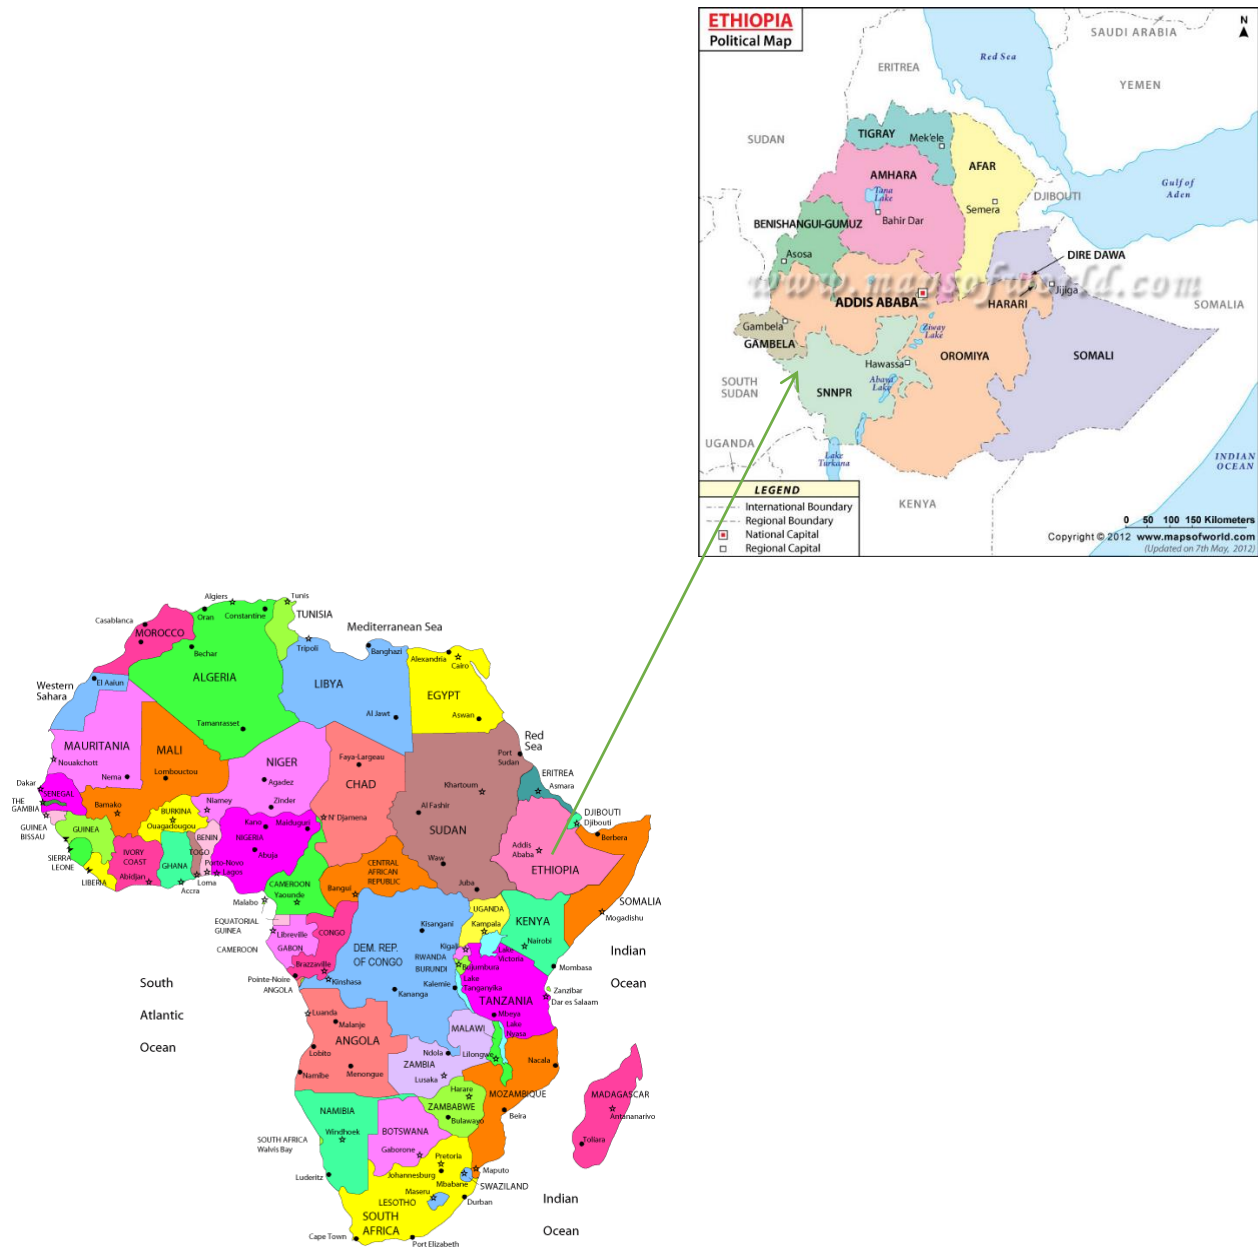 ETHIOPIA
Political Map
N
SAUDI ARABIA
Red Sea
ERITREA
YEMEN
SUDAN
TIGRAY
Mek'ele
AFAR
AMHARA
Tana
Lake
Gulf of
Aden
DJIBOUTI
Semera
Bahir Dar
BENISHANGUI-GUMUZ
Asosa
DIRE DAWA
www.mapsofworld.com
Jijiga
ADDIS ABABA
HARARI
SOMALIA
Gambela
GAMBELA
Ziway
Lake
OROMIYA
SOMALI
Hawassa
Abaya
Lake
SOUTH
SUDAN
SNNPR
UGANDA
Lake
Turkana
INDIAN
OCEAN
KENYA
LEGEND
International Boundary
Regional Boundary
National Capital
Regional Capital
0 50 100 150 Kilometers
Copyright © 2012 www.mapsofworld.com
(Updated on 7th May, 2012)
Algiers
Tunis
Oran
Constantine
TUNISIA
Casablanca
MOROCCO
Mediterranean Sea
Bechar
Tripoli
Banghazi
Alexandria
Cairo
Western
Sahara
El Aaiun
ALGERIA
LIBYA
EGYPT
Al Jawt
Aswan
Tamanrasset
MAURITANIA
Nouakchott
Nema
MALI
Lombouctou
NIGER
Agadez
Zinder
Faya-Largeau
CHAD
Red
Sea
Port
Sudan
ERITREA
Asmara
Khartoum
Dakar
SENEGAL
THE
GAMBIA
Bamako
Niamey
BURKINA
Ouagadougou
Al Fashir
SUDAN
N' Djamena
DJIBOUTI
Djibouti
Berbera
GUINEA
BISSAU
GUINEA
Kano
Maiduguri
NIGERIA
Abuja
BENIN
TOGO
GHANA
IVORY
COAST
Abidjan
SIERRA
LEONE
LIBERIA
Accra
Loma
Porto-Novo
Lagos
Addis
Ababa
ETHIOPIA
Waw
Juba
CENTRAL
AFRICAN
REPUBLIC
Bangui
CAMEROON
Yaounde
Malabo
EQUATORIAL
GUINEA
CAMEROON
Libreville
GABON
CONGO
Brazzaville
Pointe-Noire
ANGOLA
Kinshasa
Kisangani
DEM. REP.
OF CONGO
Kananga
UGANDA
Kampala
KENYA
Nairobi
SOMALIA
Mogadishu
Kigali
RWANDA
BURUNDI
Bujumbura
Lake
Victoria
Kalemie
Lake
Tanganyika
TANZANIA
Mbeya
Mombasa
Zanzibar
Dar es Salaam
Indian
Ocean
South
Atlantic
Ocean
Luanda
Malanje
ANGOLA
Lobito
Namibe
Menongue
MALAWI
Lake
Nyasa
Ndola
Lilongwe
ZAMBIA
Lusaka
Nacala
MOZAMBIQUE
Harare
ZAMBABWE
Bulawayo
Beira
MADAGASCAR
Antananarivo
Toliara
NAMIBIA
Windhoek
BOTSWANA
Gaborone
SOUTH AFRICA
Walvis Bay
Luderitz
Pretoria
Johannesburg
Mbabane
Maputo
SWAZILAND
Maseru
LESOTHO
Durban
SOUTH
AFRICA
Cape Town
Port Elizabeth
Indian
Ocean